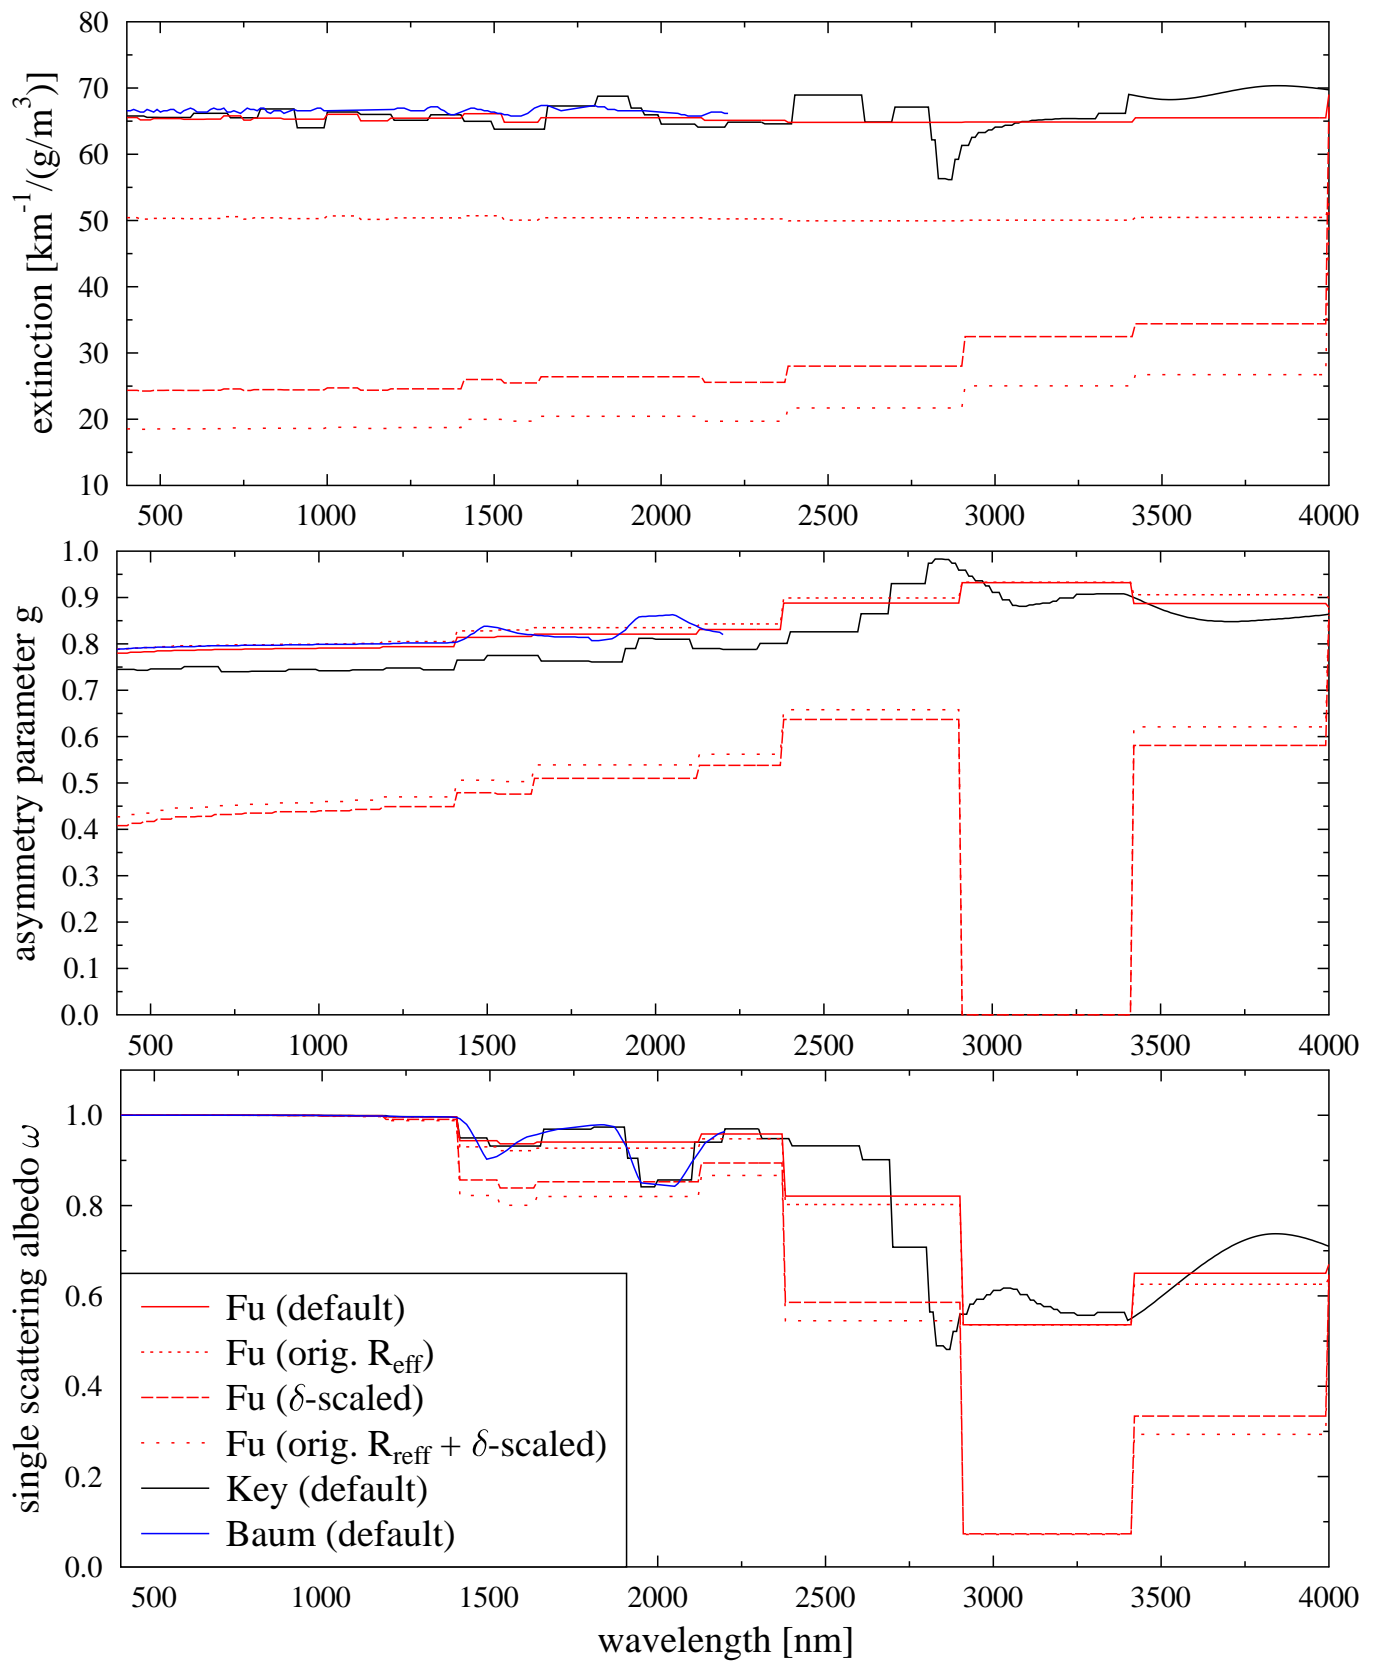 80
70
60
50
40
30
20
10
extinction [km-1/(g/m3)]
500 1000 1500 2000 2500 3000 3500 4000
1.0
0.9
0.8
0.7
0.6
0.5
0.4
0.3
0.2
0.1
0.0
asymmetry parameter g
500 1000 1500 2000 2500 3000 3500 4000
1.0
0.8
0.6
0.4
0.2
0.0
single scattering albedo ω
Fu (default)
Fu (orig. Reff)
Fu (δ-scaled)
Fu (orig. Rreff + δ-scaled)
Key (default)
Baum (default)
500 1000 1500 2000 2500 3000 3500 4000
wavelength [nm]